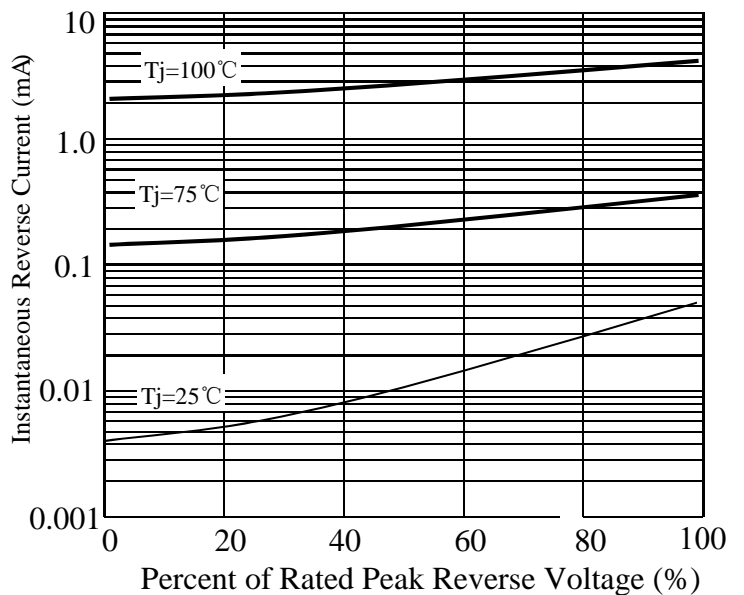 10
Tj=100℃
1.0
Tj=75℃
0.1
0.01
Tj=25℃
0.001
0 20 40 60 80 100
Percent of Rated Peak Reverse Voltage (%)
Instantaneous Reverse Current (mA)